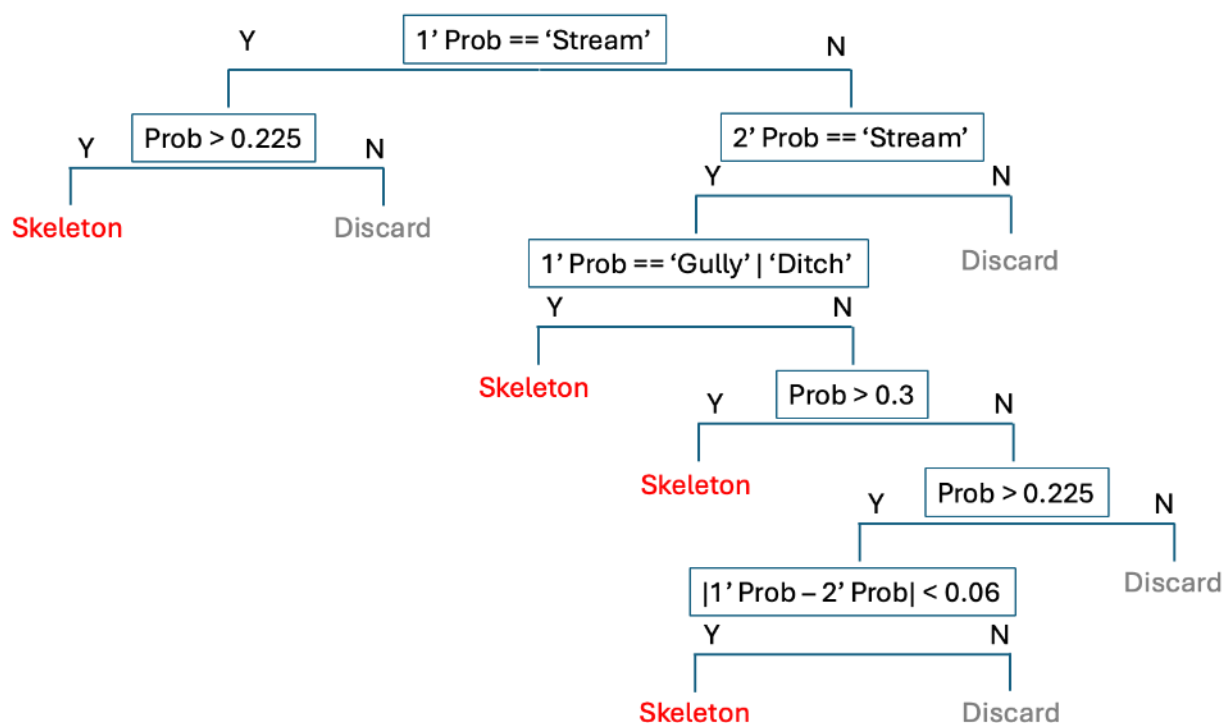 1’ Prob == ‘Stream’
Y
N
Prob > 0.225
Y
N
Skeleton
Discard
2’ Prob == ‘Stream’
Y
N
1’ Prob == ‘Gully’ | ‘Ditch’
Discard
Y
N
Skeleton
Prob > 0.3
Y
N
Skeleton
Prob > 0.225
Y
N
|1’ Prob – 2’ Prob| < 0.06
Discard
Y
N
Skeleton
Discard